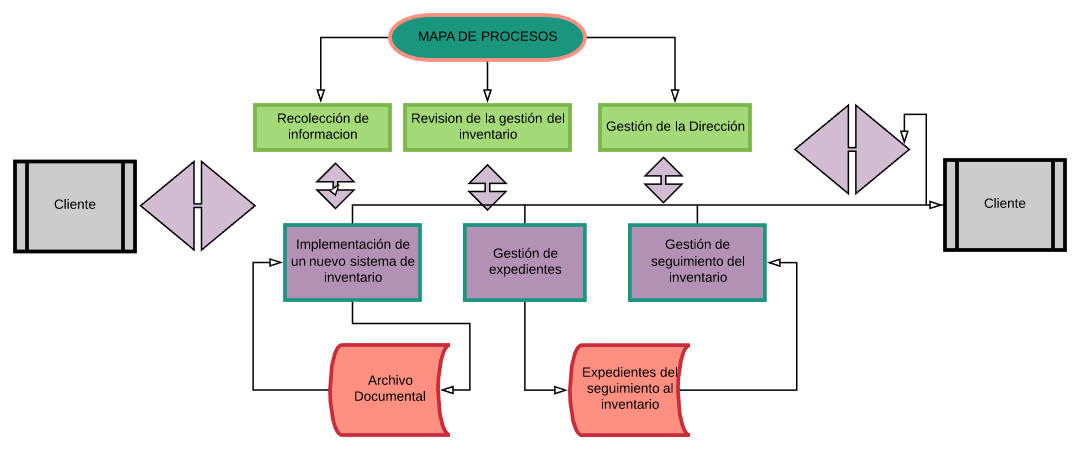 MAPA DE PROCESOS
Recolección de
informacion
Revision de la gestión del
inventario
Gestión de la Dirección
Cliente
Cliente
Implementación de
un nuevo sistema de
inventario
Gestión de
expedientes
Gestión de
seguimiento del
inventario
Archivo
Documental
Expedientes del
seguimiento al
inventario